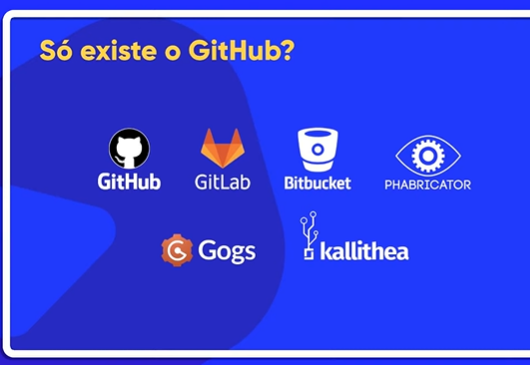 Só existe o GitHub?
GitHub
GitLab
Bitbucket
PHABRICATOR
Gogs
kallithea